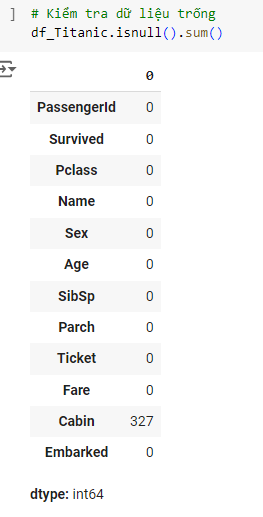 ] # Kiểm tra dữ liệu trống
df_Titanic.isnull().sum()
0
PassengerId 0
Survived 0
Pclass 0
Name 0
Sex 0
Age 0
SibSp 0
Parch 0
Ticket 0
Fare 0
Cabin 327
Embarked 0
dtype: int64